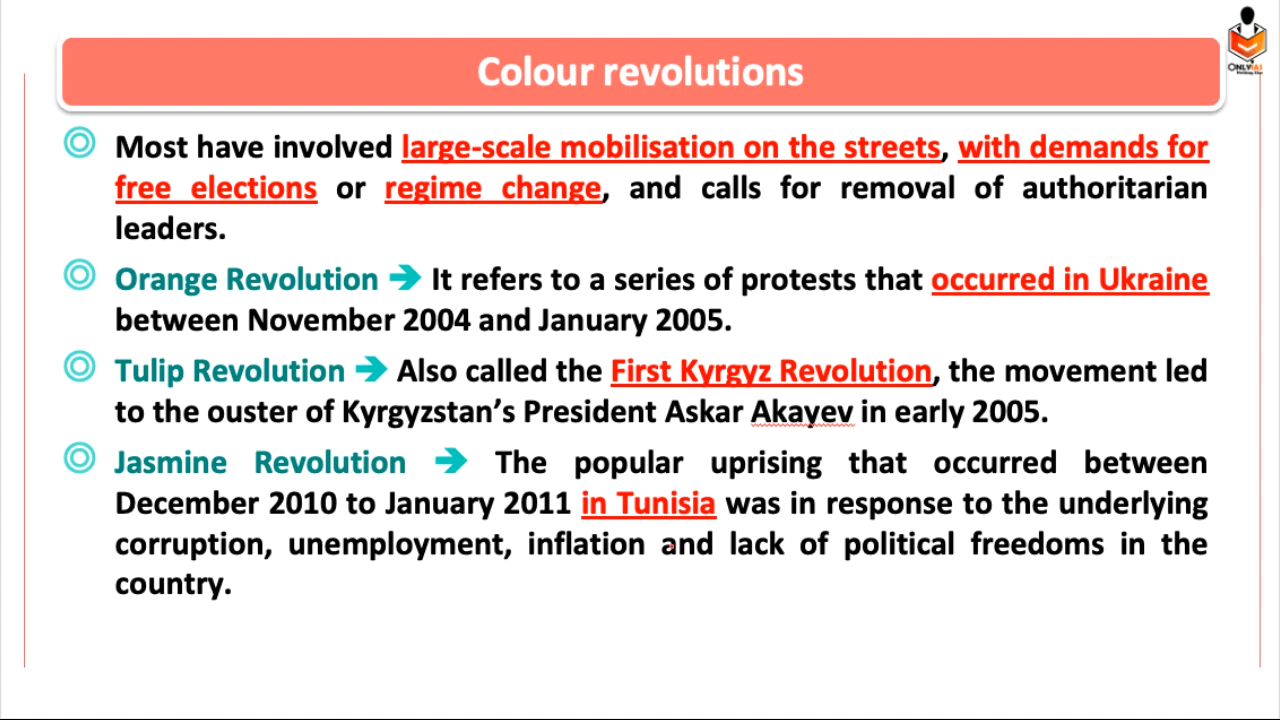 Colour revolutions
ONLYIAS
Most have involved large-scale mobilisation on the streets, with demands for
free elections or regime change, and calls for removal of authoritarian
leaders.
Orange Revolution ➔ It refers to a series of protests that occurred in Ukraine
between November 2004 and January 2005.
Tulip Revolution ➔ Also called the First Kyrgyz Revolution, the movement led
to the ouster of Kyrgyzstan’s President Askar Akayev in early 2005.
Jasmine Revolution ➔ The popular uprising that occurred between
December 2010 to January 2011 in Tunisia was in response to the underlying
corruption, unemployment, inflation and lack of political freedoms in the
country.